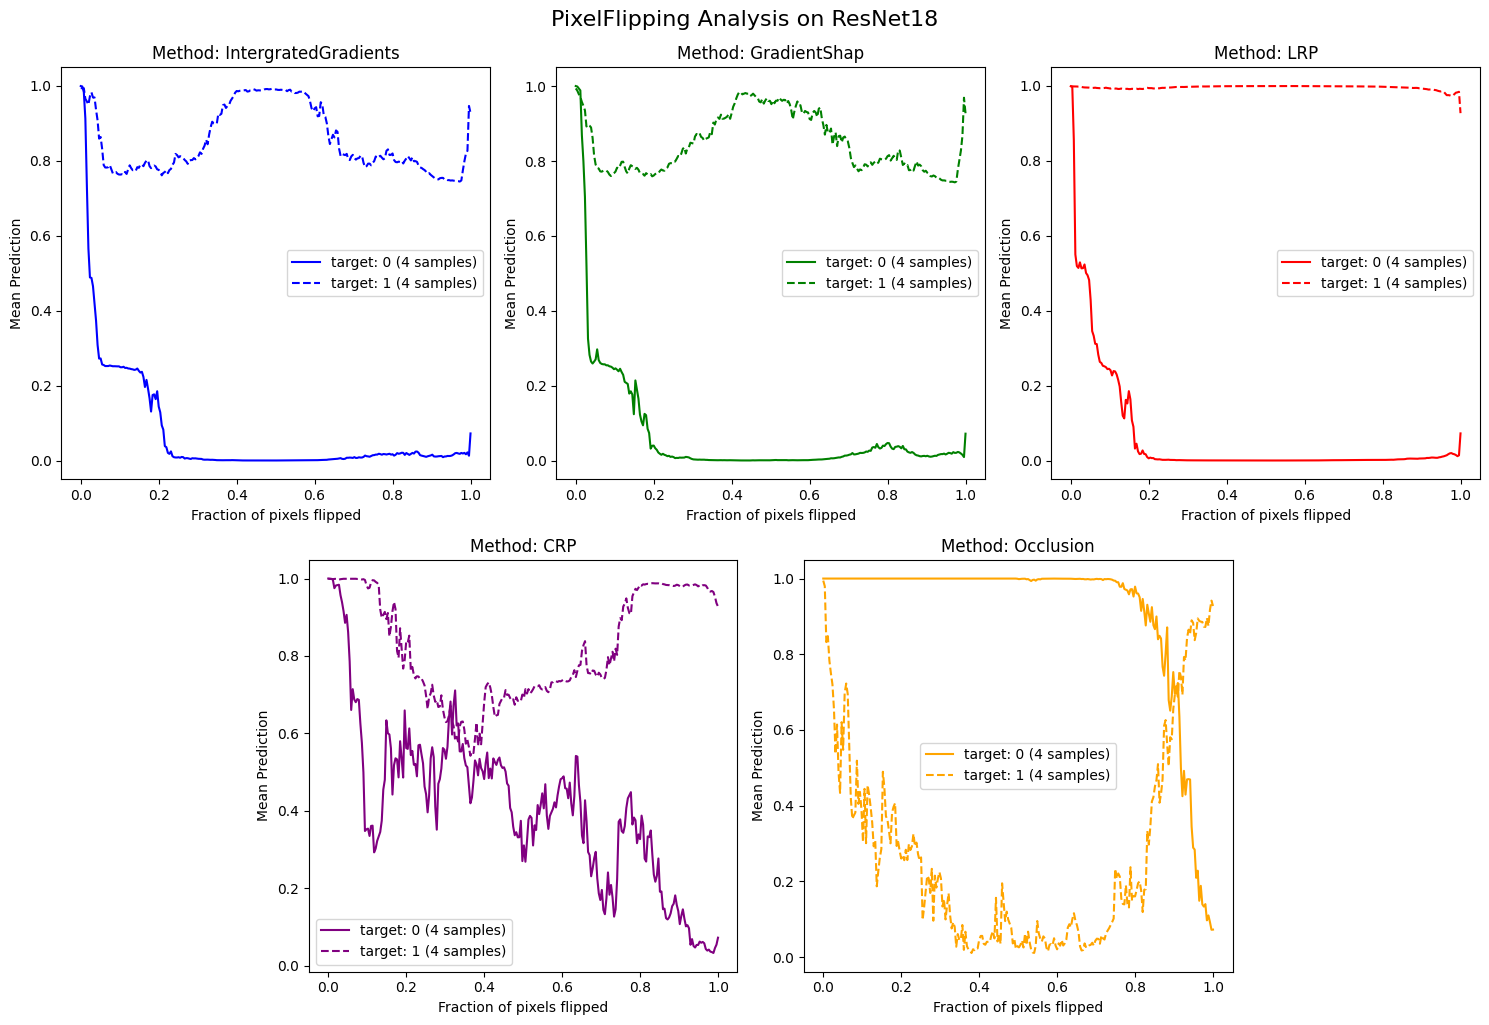 PixelFlipping Analysis on ResNet18
Method: IntergratedGradients
1.0
0.8
0.6
0.4
0.2
0.0
Mean Prediction
target: 0 (4 samples)
target: 1 (4 samples)
0.0 0.2 0.4 0.6 0.8 1.0
Fraction of pixels flipped
Method: GradientShap
1.0
0.8
0.6
0.4
0.2
0.0
Mean Prediction
target: 0 (4 samples)
target: 1 (4 samples)
0.0 0.2 0.4 0.6 0.8 1.0
Fraction of pixels flipped
Method: LRP
1.0
0.8
0.6
0.4
0.2
0.0
Mean Prediction
target: 0 (4 samples)
target: 1 (4 samples)
0.0 0.2 0.4 0.6 0.8 1.0
Fraction of pixels flipped
Method: CRP
1.0
0.8
0.6
0.4
0.2
0.0
Mean Prediction
target: 0 (4 samples)
target: 1 (4 samples)
0.0 0.2 0.4 0.6 0.8 1.0
Fraction of pixels flipped
Method: Occlusion
1.0
0.8
0.6
0.4
0.2
0.0
Mean Prediction
target: 0 (4 samples)
target: 1 (4 samples)
0.0 0.2 0.4 0.6 0.8 1.0
Fraction of pixels flipped